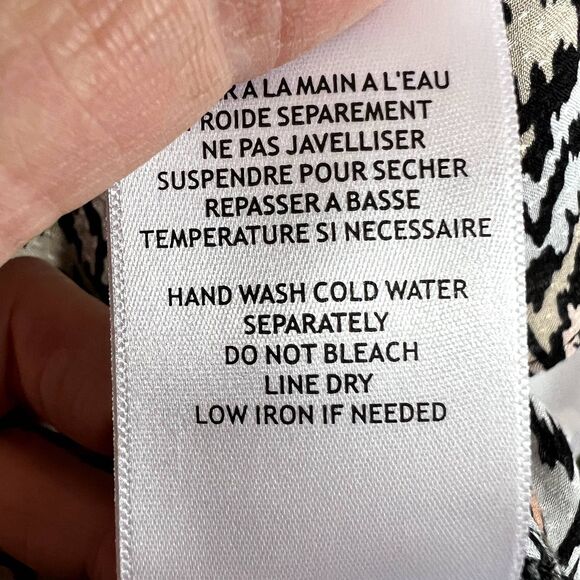 A LA MAIN A L'EAU
ROIDE SEPAREMENT
NE PAS JAVELLISER
SUSPENDRE POUR SECHER
REPASSER A BASSE
TEMPERATURE SI NECESSAIRE
HAND WASH COLD WATER
SEPARATELY
DO NOT BLEACH
LINE DRY
LOW IRON IF NEEDED